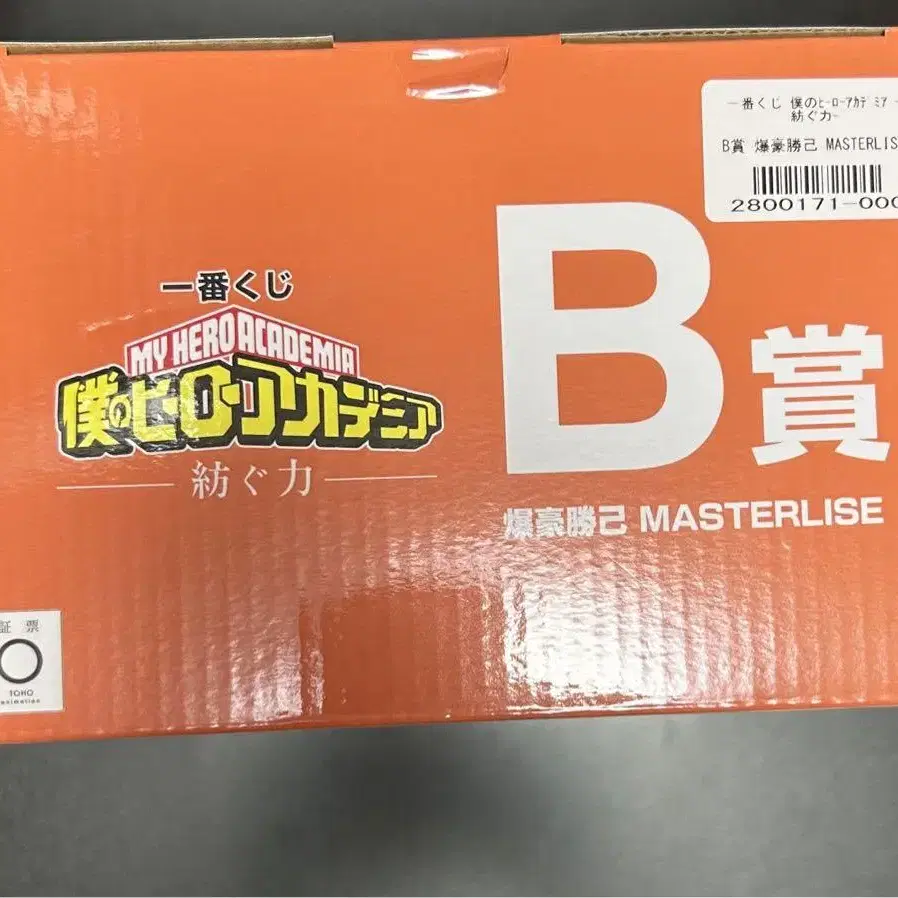 一番くじ 僕のﾋｰﾛｰｱｶﾃﾞﾐｱ -
紡ぐ力-
B賞 爆豪勝己 MASTERLIS
2800171-000
一番くじ
MY HERO ACADEMIA
僕のヒーローアカデミア
紡ぐ力
B賞
爆豪勝己 MASTERLISE
証 票
TOHO
animation